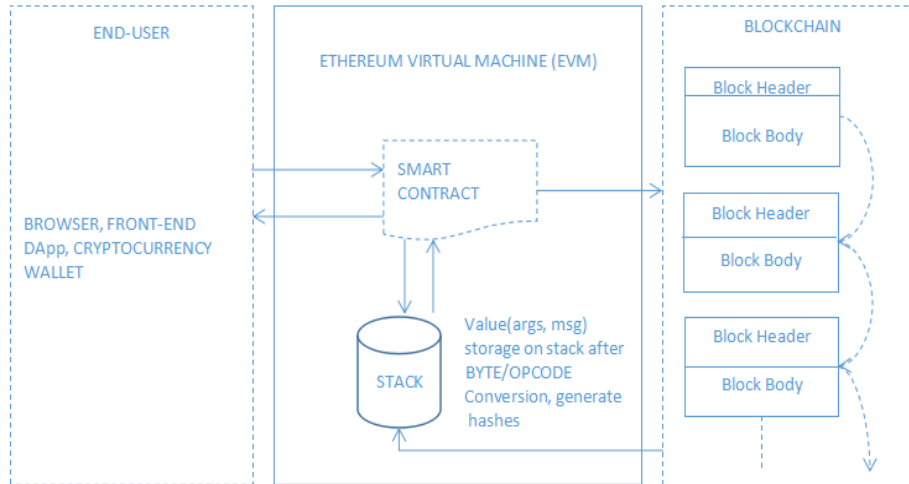 END-USER
BROWSER, FRONT-END
DApp, CRYPTOCURRENCY
WALLET
ETHEREUM VIRTUAL MACHINE (EVM)
SMART
CONTRACT
STACK
Value(args, msg)
storage on stack after
BYTE/OPCODE
Conversion, generate
hashes
BLOCKCHAIN
Block Header
Block Body
Block Header
Block Body
Block Header
Block Body